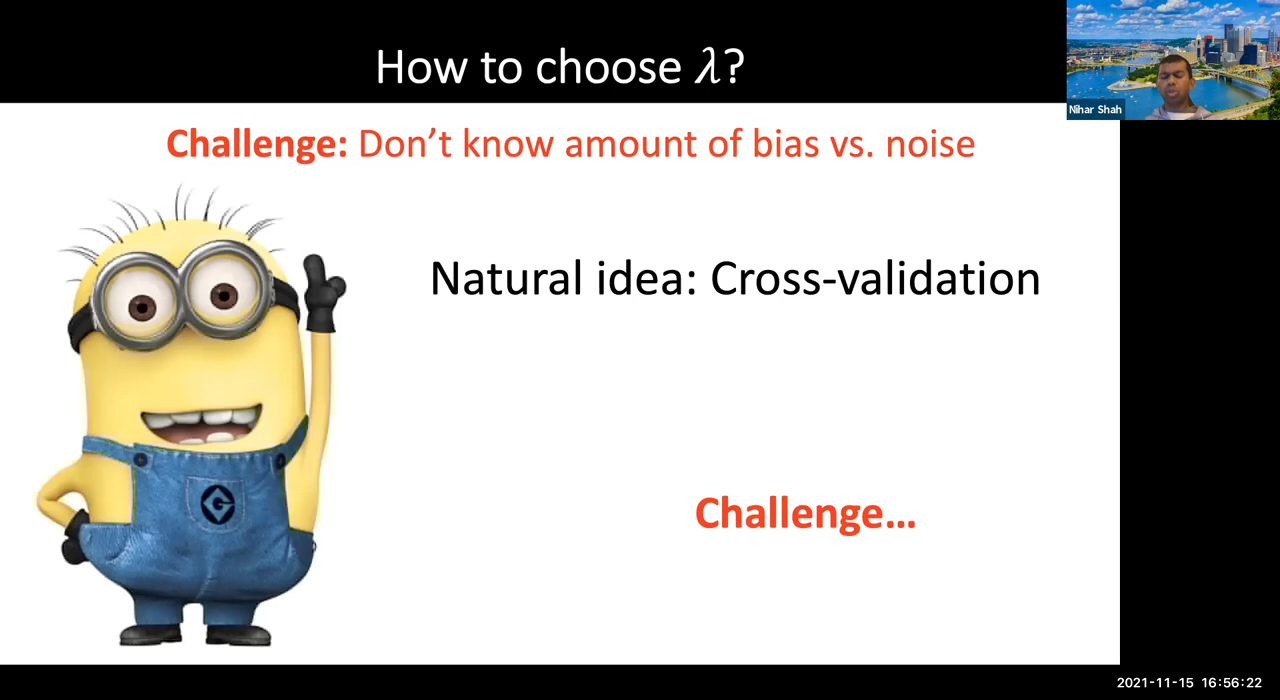 How to choose λ?
Nihar Shah
Challenge: Don’t know amount of bias vs. noise
Natural idea: Cross-validation
Challenge...
2021-11-15 16:56:22